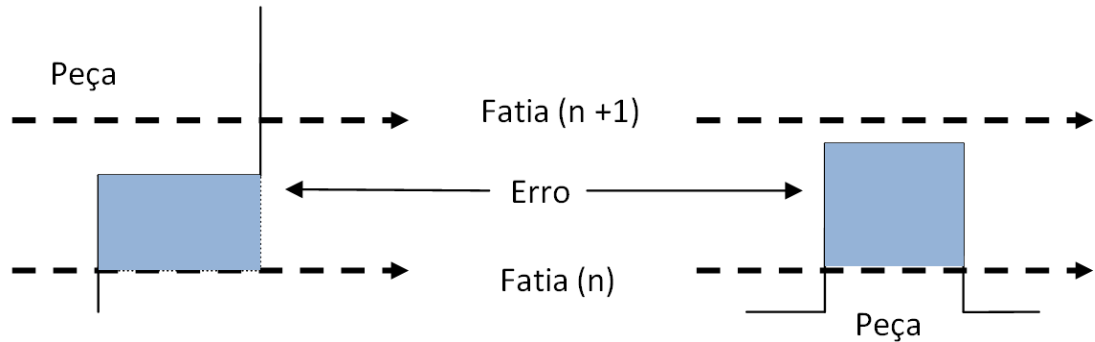 Peça
Fatia (n +1)
Erro
Fatia (n)
Peça